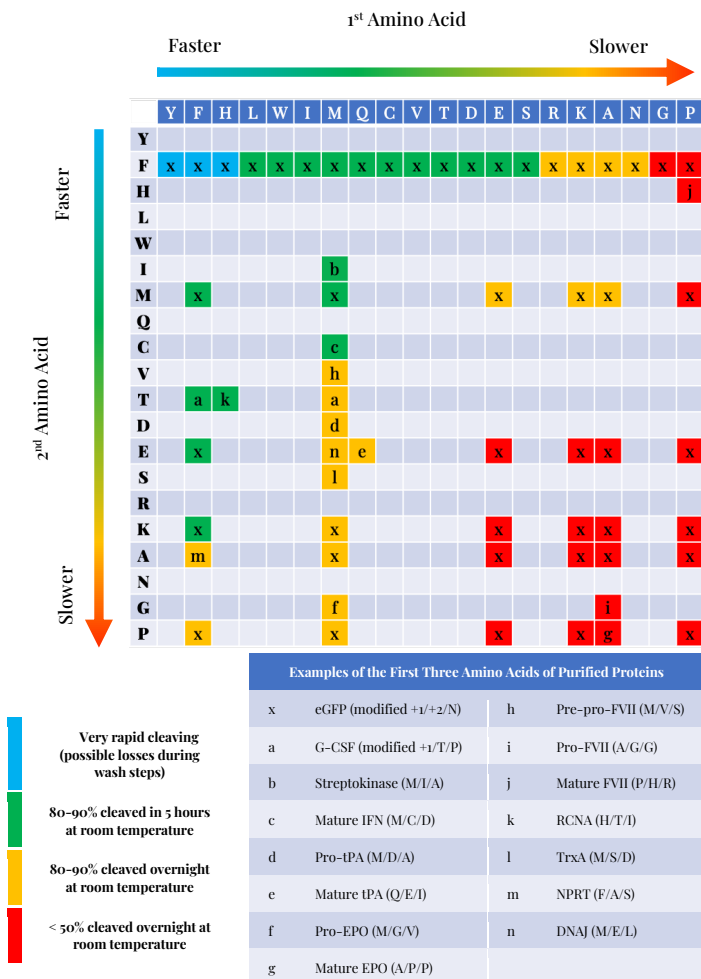 1st Amino Acid
Faster
Slower
Y F H L W I M Q C V T D E S R K A N G P
Faster
2nd Amino Acid
Slower
Y
F x x x x x x x x x x x x x x x x x x x x
H j
L
W
I b
M x x x x x x
Q
C c
V h
T a k a
D d
E x n e x x x x
S l
R
K x x x x x x
A m x x x x x
N
G f i
P x x x x g x
Examples of the First Three Amino Acids of Purified Proteins
x eGFP (modified +1/+2/N) h Pre-pro-FVII (M/V/S)
a G-CSF (modified +1/T/P) i Pro-FVII (A/G/G)
b Streptokinase (M/I/A) j Mature FVII (P/H/R)
c Mature IFN (M/C/D) k RCNA (H/T/I)
d Pro-tPA (M/D/A) l TrxA (M/S/D)
e Mature tPA (Q/E/I) m NPRT (F/A/S)
f Pro-EPO (M/G/V) n DNAJ (M/E/L)
g Mature EPO (A/P/P)
Very rapid cleaving
(possible losses during
wash steps)
80-90% cleaved in 5 hours
at room temperature
80-90% cleaved overnight
at room temperature
< 50% cleaved overnight at
room temperature